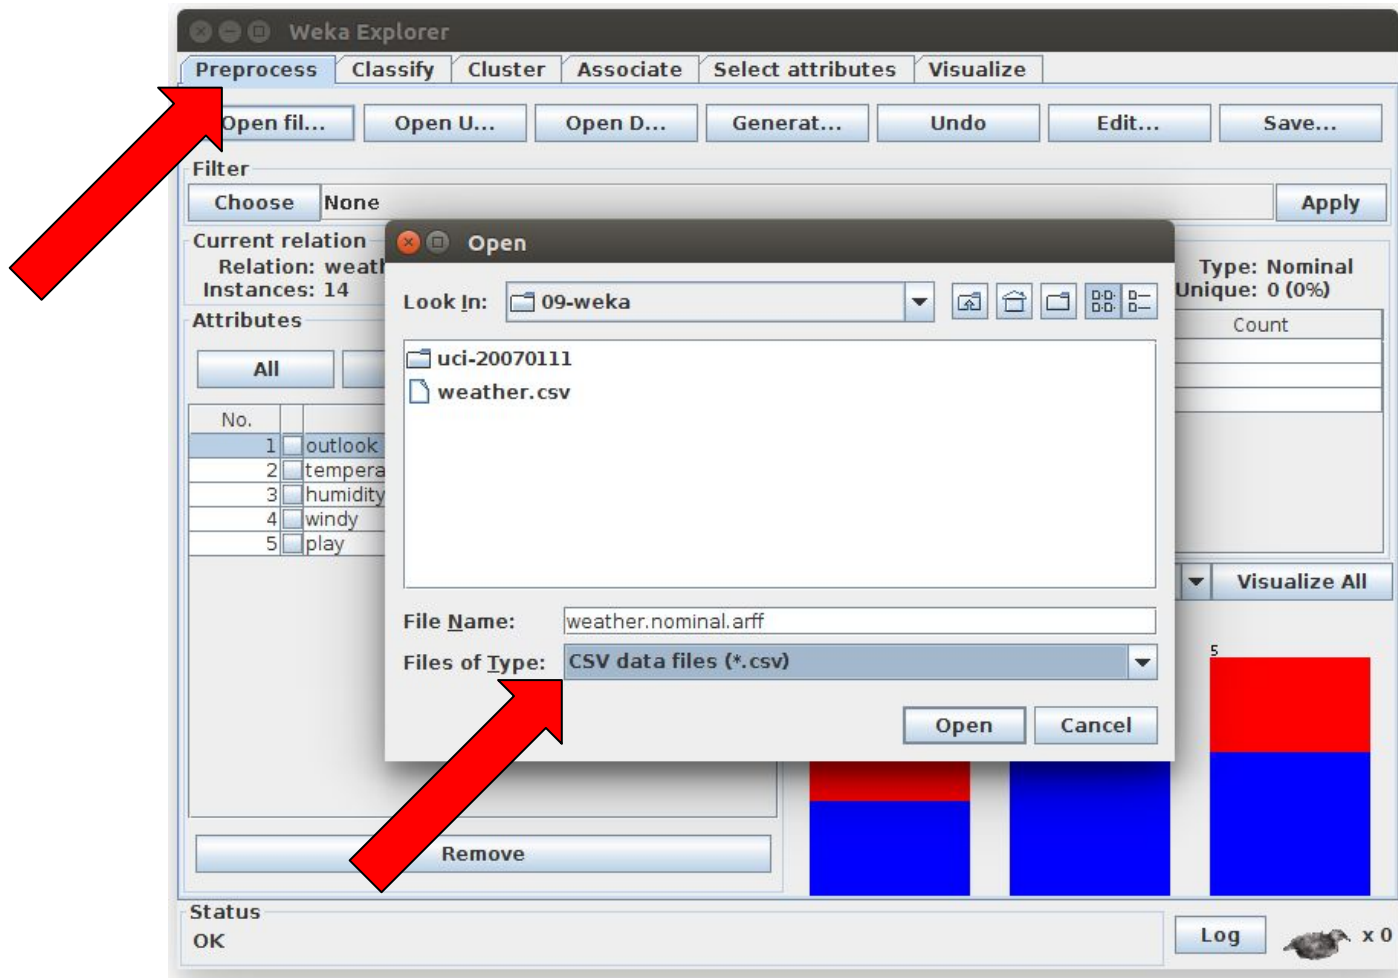 Weka Explorer
Preprocess Classify Cluster Associate Select attributes Visualize
Open fil... Open U... Open D... Generat... Undo Edit... Save...
Filter
Choose None Apply
Current relation
Relation: weath
Instances: 14
Type: Nominal
Unique: 0 (0%)
Attributes
All
Count
No.
1 outlook
2 tempera
3 humidity
4 windy
5 play
Open
Look In: 09-weka
uci-20070111
weather.csv
File Name: weather.nominal.arff
Files of Type: CSV data files (*.csv)
Open Cancel
Visualize All
5
Remove
Status
OK
Log x 0